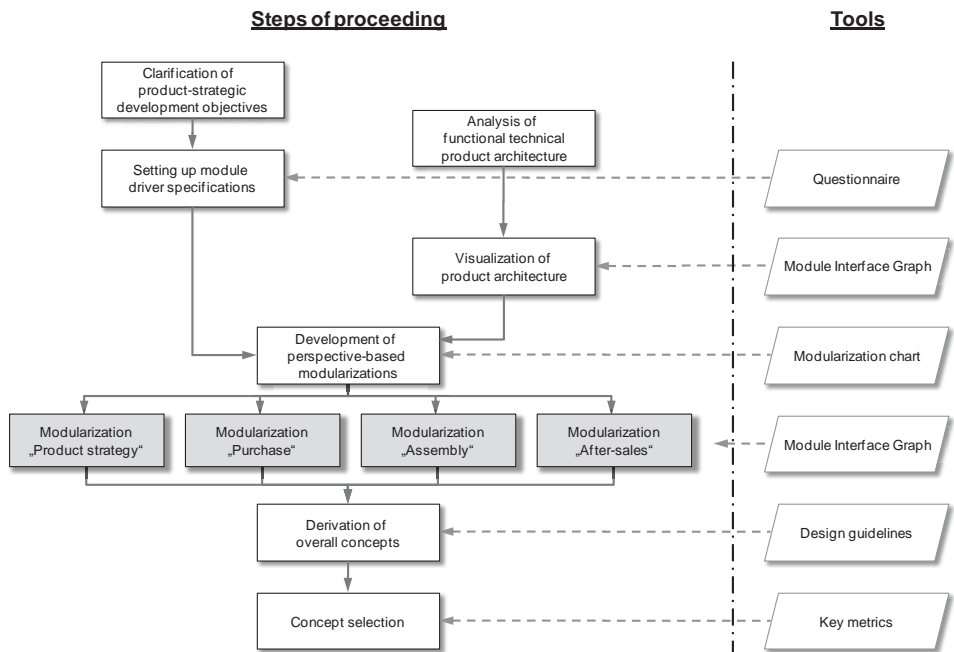 Steps of proceeding
Tools
Clarification of
product-strategic
development objectives
Analysis of
functional technical
product architecture
Setting up module
driver specifications
Questionnaire
Visualization of
product architecture
Module Interface Graph
Development of
perspective-based
modularizations
Modularization chart
Modularization
„Product strategy“
Modularization
„Purchase“
Modularization
„Assembly“
Modularization
„After-sales“
Module Interface Graph
Derivation of
overall concepts
Design guidelines
Concept selection
Key metrics